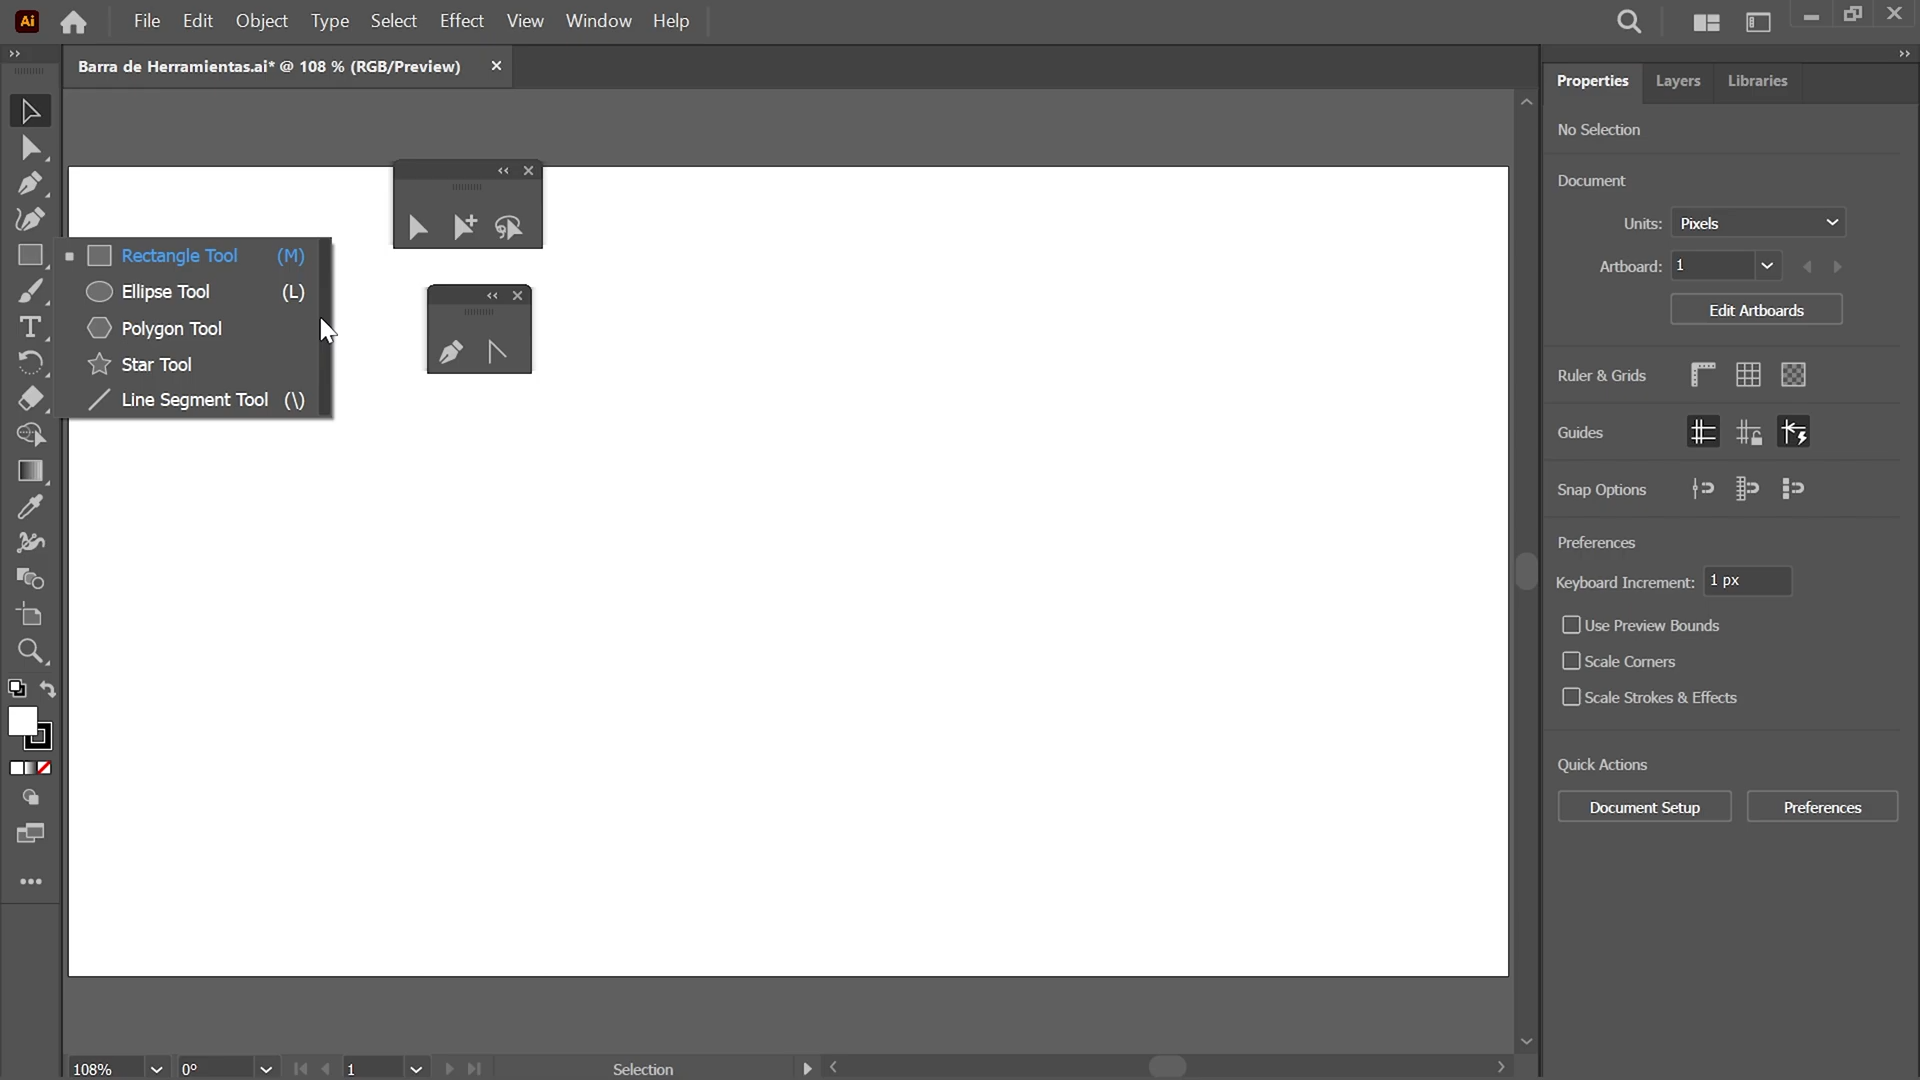 Ai File Edit Object Type Select Effect View Window Help
Barra de Herramientas.ai* @ 108 % (RGB/Preview)
Rectangle Tool (M)
Ellipse Tool (L)
Polygon Tool
Star Tool
Line Segment Tool (\)
108% 0° 1 Selection
Properties Layers Libraries
No Selection
Document
Units: Pixels
Artboard: 1
Edit Artboards
Ruler & Grids
Guides
Snap Options
Preferences
Keyboard Increment: 1 px
Use Preview Bounds
Scale Corners
Scale Strokes & Effects
Quick Actions
Document Setup Preferences